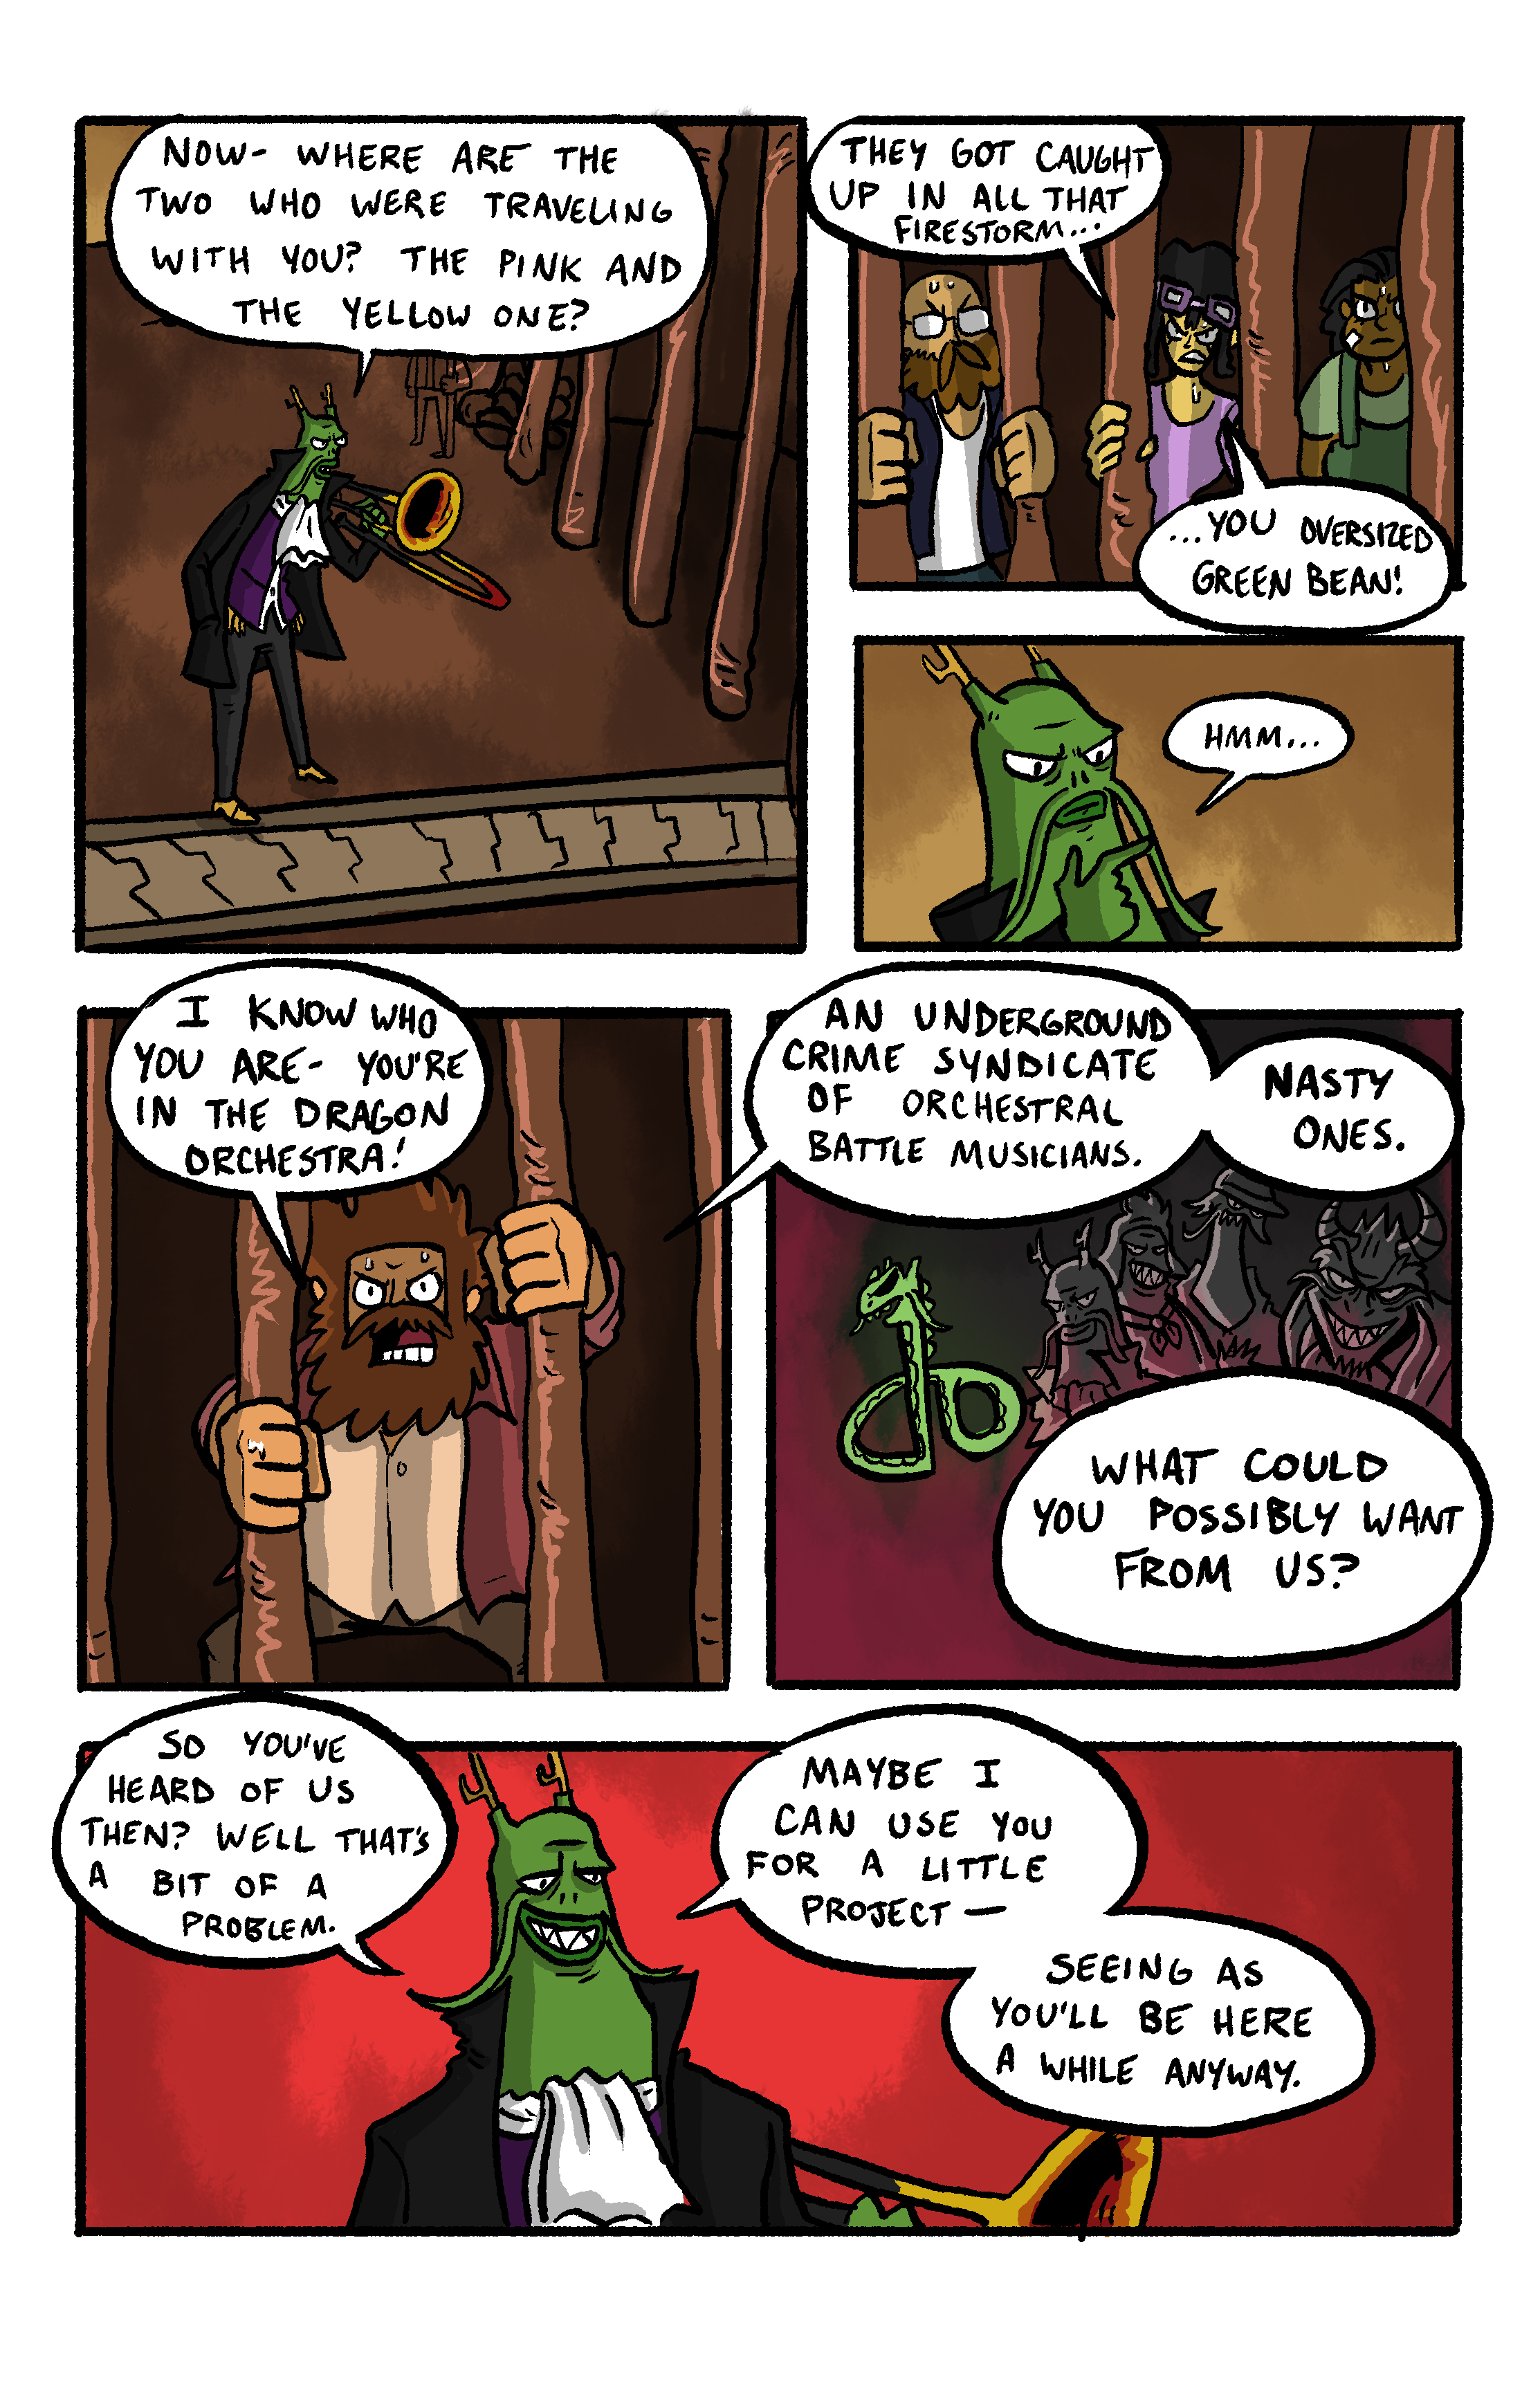 NOW- WHERE ARE THE
TWO WHO WERE TRAVELING
WITH YOU? THE PINK AND
THE YELLOW ONE?
THEY GOT CAUGHT
UP IN ALL THAT
FIRESTORM...
...YOU OVERSIZED
GREEN BEAN!
HMM...
I KNOW WHO
YOU ARE- YOU'RE
IN THE DRAGON
ORCHESTRA!
AN UNDERGROUND
CRIME SYNDICATE
OF ORCHESTRAL
BATTLE MUSICIANS.
NASTY
ONES.
WHAT COULD
YOU POSSIBLY WANT
FROM US?
SO YOU'VE
HEARD OF US
THEN? WELL THAT'S
A BIT OF A
PROBLEM.
MAYBE I
CAN USE YOU
FOR A LITTLE
PROJECT—
SEEING AS
YOU'LL BE HERE
A WHILE ANYWAY.